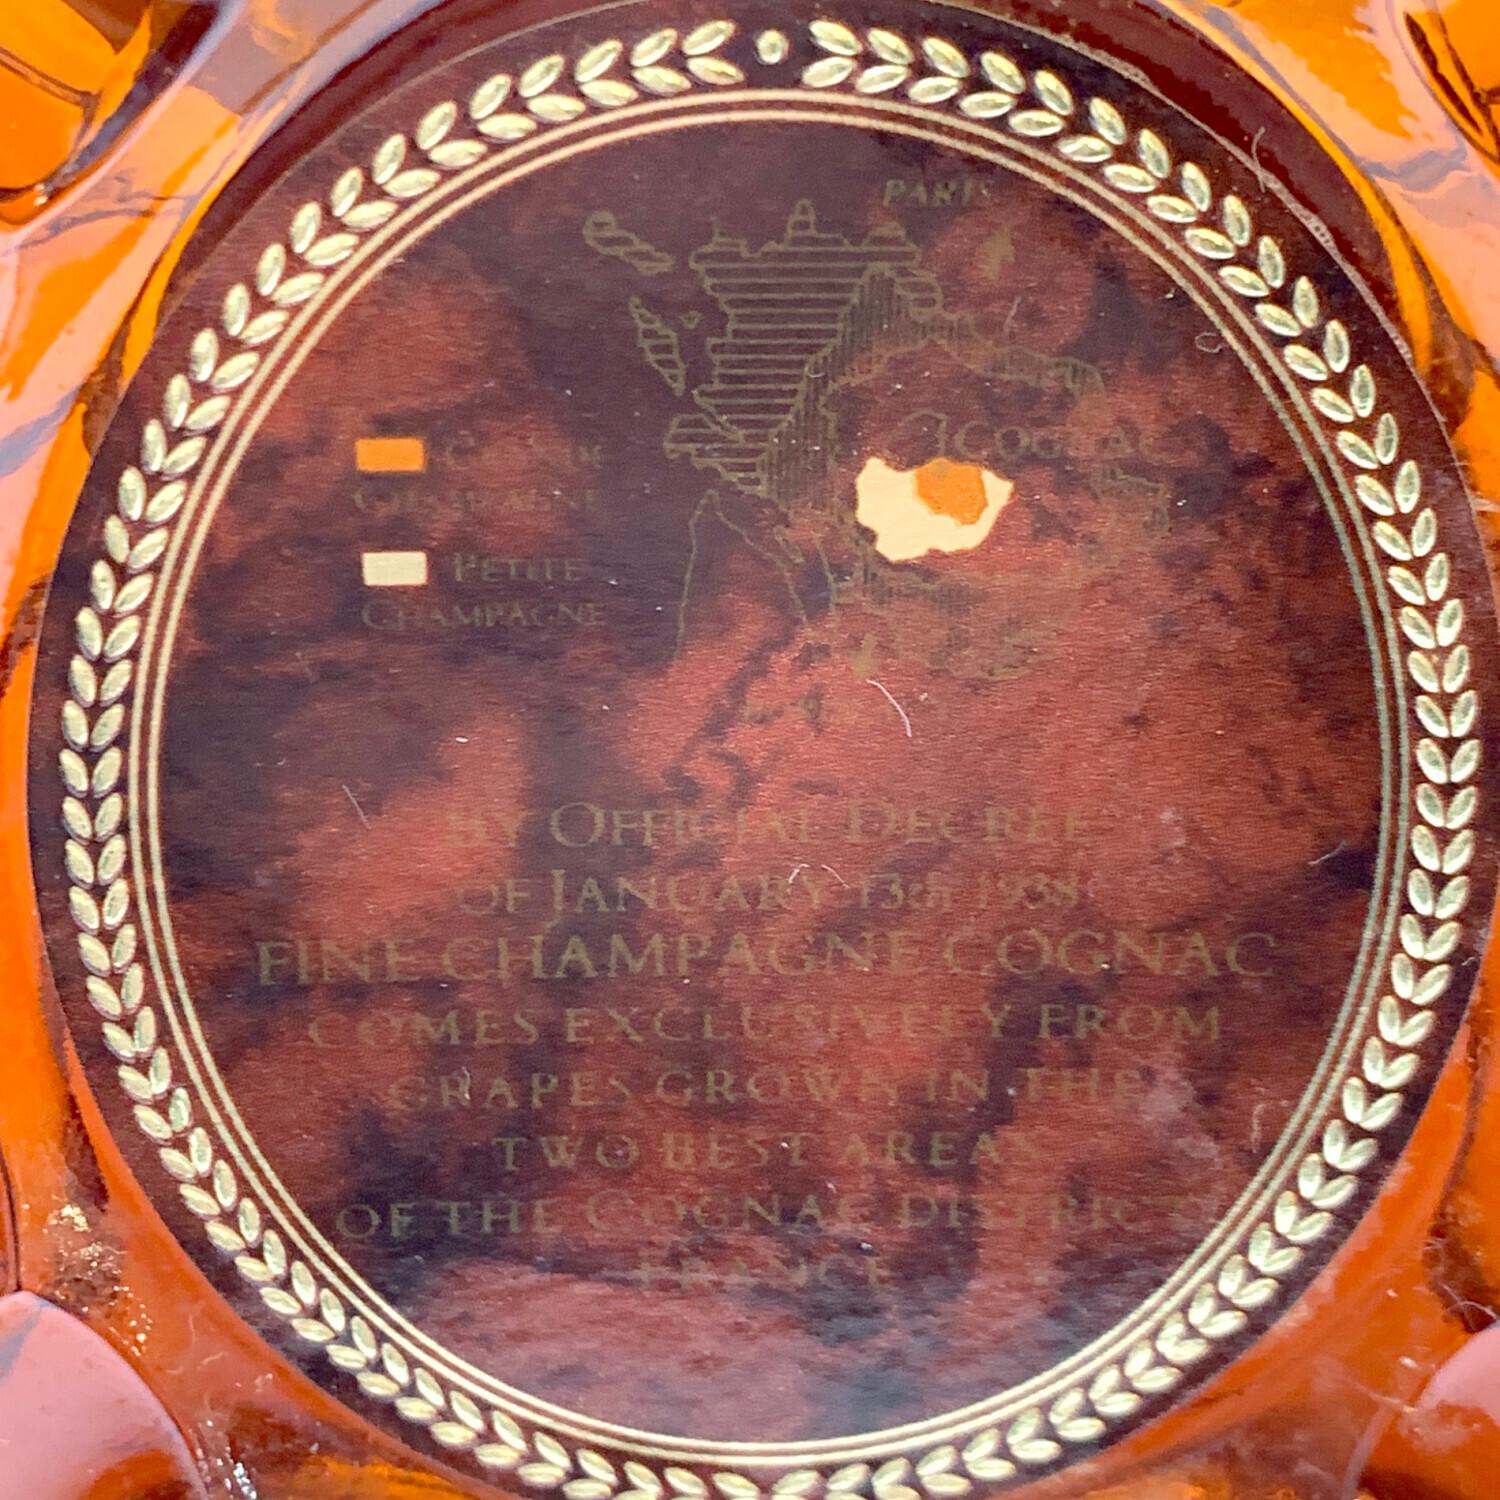 PARIS
COGNAC
GRANDE
CHAMPAGNE
PETITE
CHAMPAGNE
BY OFFICIAL DECREE
OF JANUARY 13th 1938
FINE CHAMPAGNE COGNAC
COMES EXCLUSIVELY FROM
GRAPES GROWN IN THE
TWO BEST AREAS
OF THE COGNAC DISTRICT
FRANCE